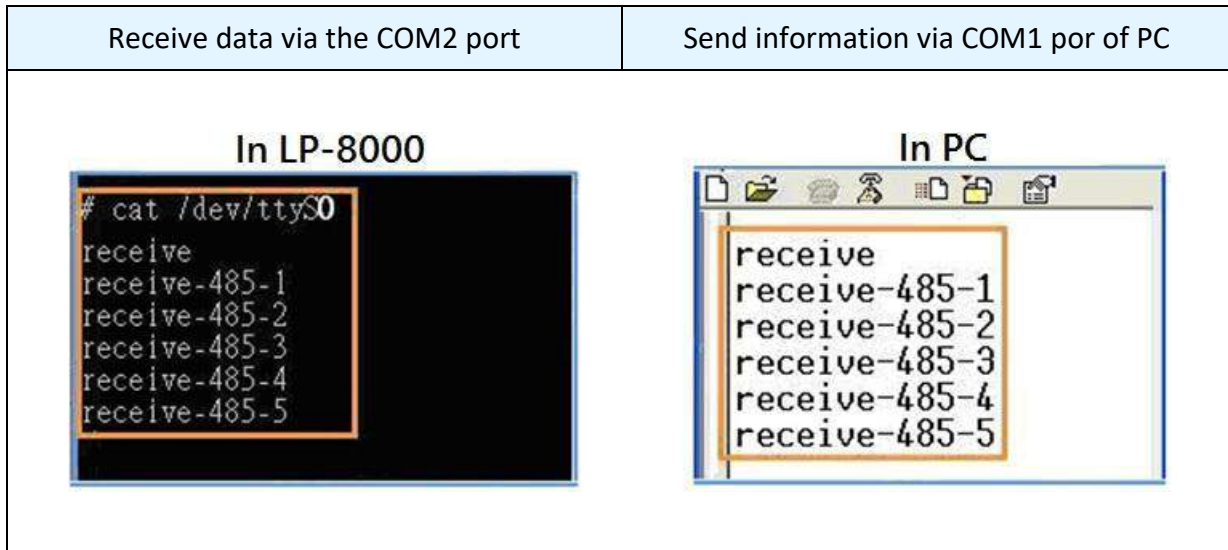 Receive data via the COM2 port
Send information via COM1 por of PC
In LP-8000
# cat /dev/ttyS0
receive
receive-485-1
receive-485-2
receive-485-3
receive-485-4
receive-485-5
In PC
receive
receive-485-1
receive-485-2
receive-485-3
receive-485-4
receive-485-5